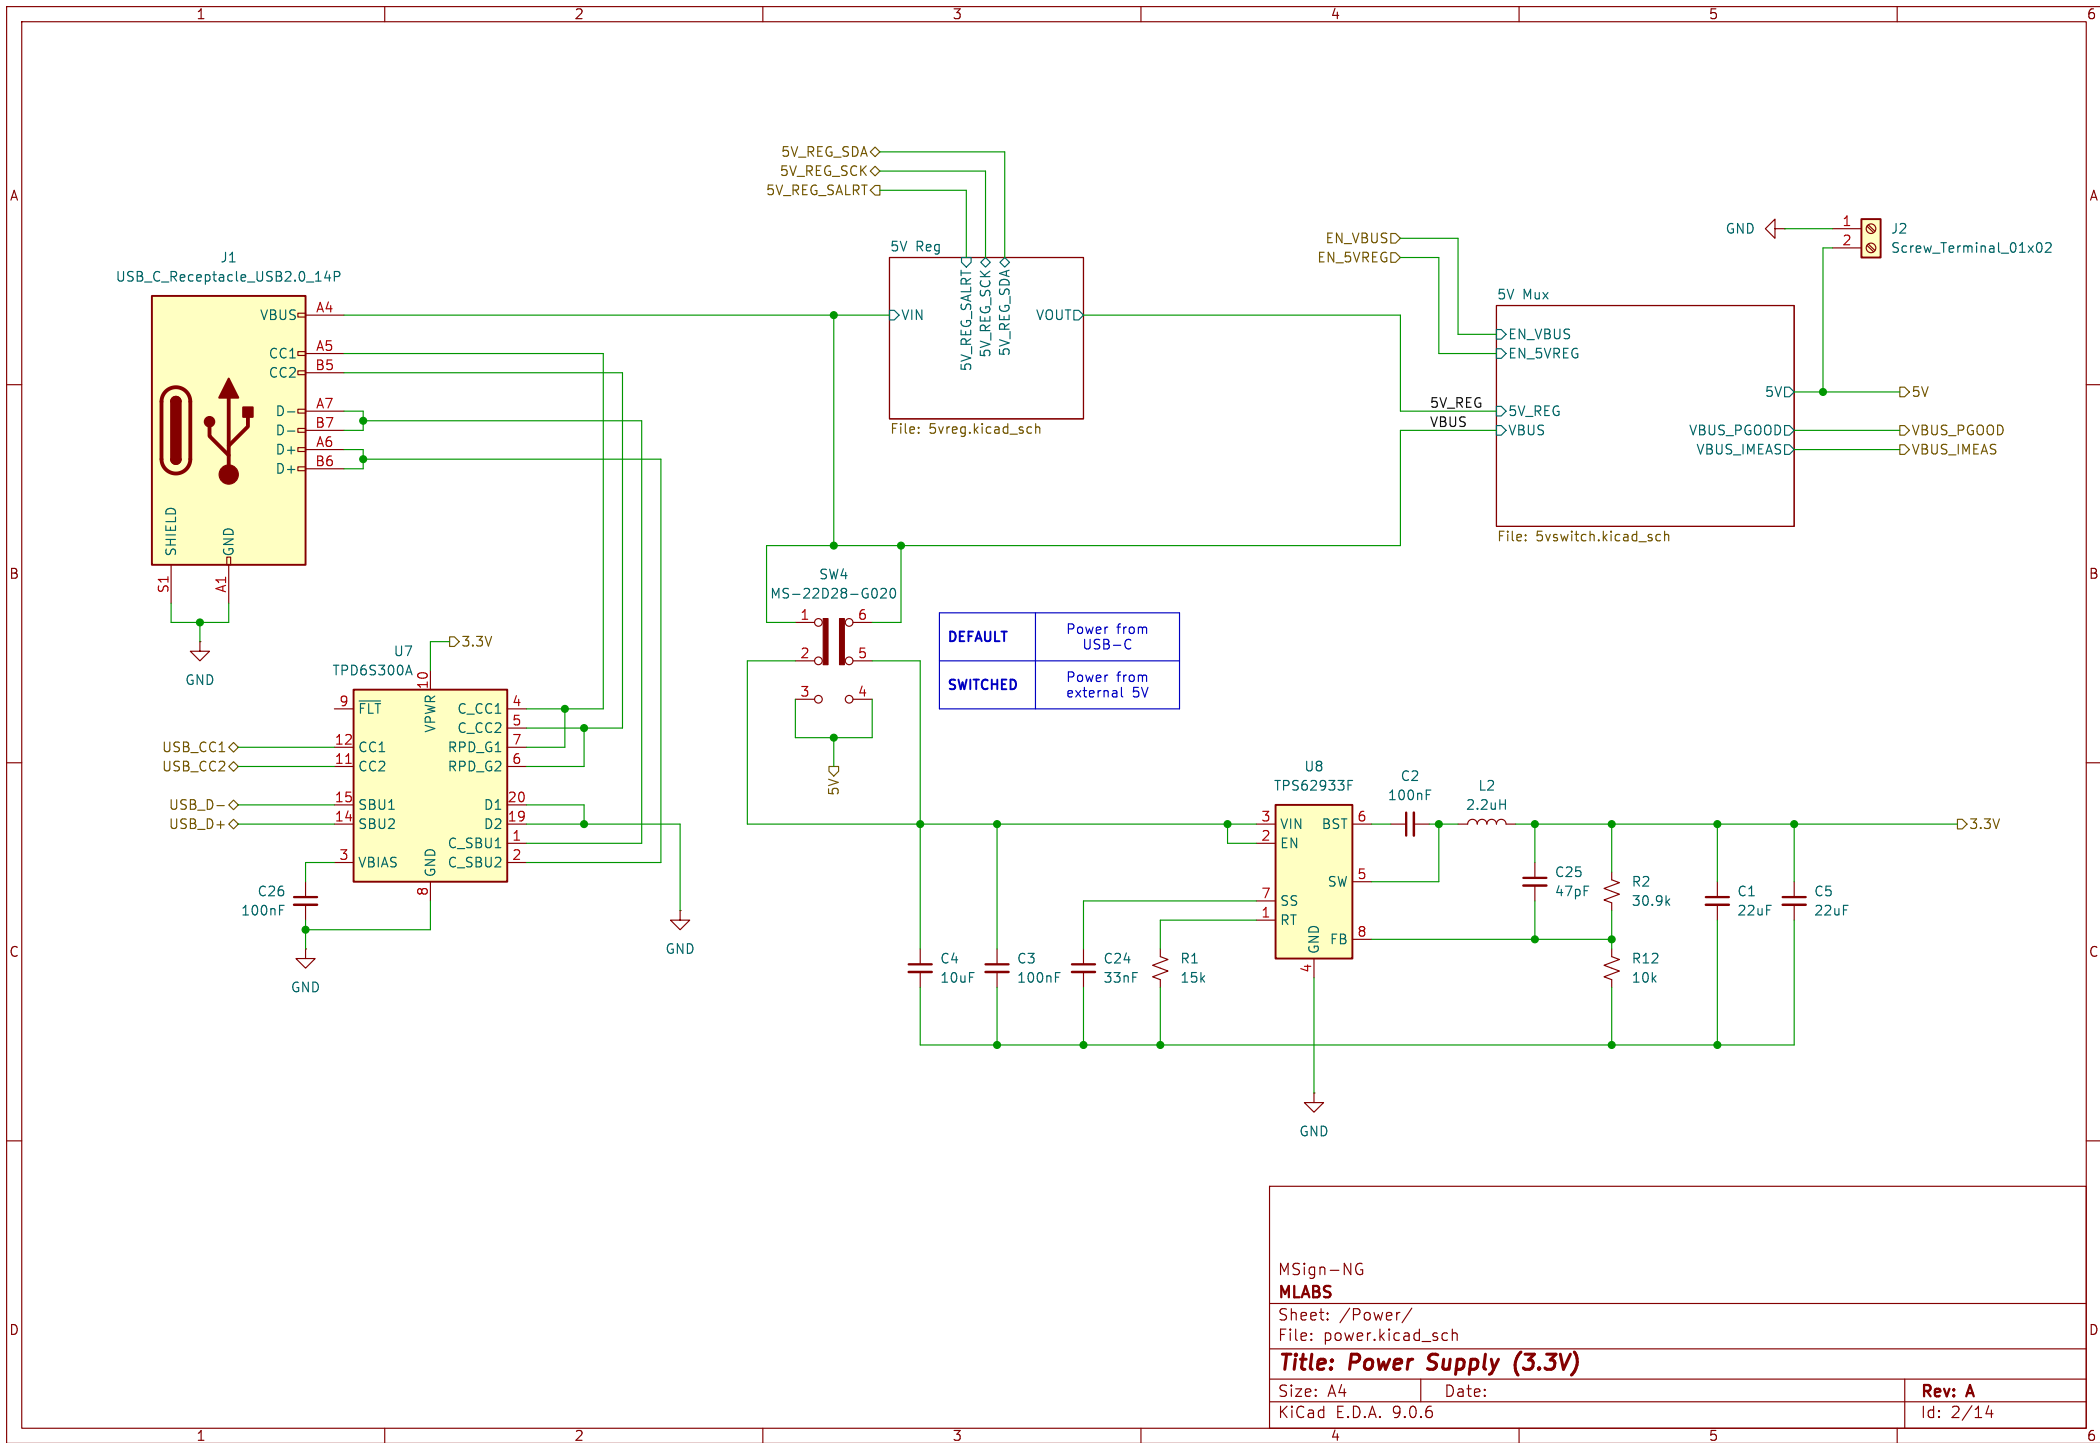 1 2 3 4 5 6
A A
B B
C C
D D
1 2 3 4 5 6
J1
USB_C_Receptacle_USB2.0_14P
VBUS A4
CC1 A5
CC2 B5
D- A7
D- B7
D+ A6
D+ B6
SHIELD
GND
S1
A1
GND
U7
TPD6S300A
3.3V
10
VPWR
9 FLT
12 CC1
11 CC2
15 SBU1
14 SBU2
3 VBIAS
GND
8
C_CC1 4
C_CC2 5
RPD_G1 7
RPD_G2 6
D1 20
D2 19
C_SBU1 1
C_SBU2 2
USB_CC1
USB_CC2
USB_D-
USB_D+
C26
100nF
GND
GND
5V_REG_SDA
5V_REG_SCK
5V_REG_SALRT
5V Reg
VIN
5V_REG_SALRT
5V_REG_SCK
5V_REG_SDA
VOUT
File: 5vreg.kicad_sch
SW4
MS-22D28-G020
1 6
2 5
3 4
5V
DEFAULT
Power from
USB-C
SWITCHED
Power from
external 5V
EN_VBUS
EN_5VREG
5V_REG
VBUS
5V Mux
EN_VBUS
EN_5VREG
5V_REG
VBUS
5V
VBUS_PGOOD
VBUS_IMEAS
File: 5vswitch.kicad_sch
GND
1
2
J2
Screw_Terminal_01x02
5V
VBUS_PGOOD
VBUS_IMEAS
U8
TPS62933F
3 VIN
2 EN
7 SS
1 RT
GND
4
BST 6
SW 5
FB 8
GND
C2
100nF
L2
2.2uH
3.3V
C25
47pF
R2
30.9k
R12
10k
C1
22uF
C5
22uF
C4
10uF
C3
100nF
C24
33nF
R1
15k
MSign-NG
MLABS
Sheet: /Power/
File: power.kicad_sch
Title: Power Supply (3.3V)
Size: A4 Date: Rev: A
KiCad E.D.A. 9.0.6 Id: 2/14